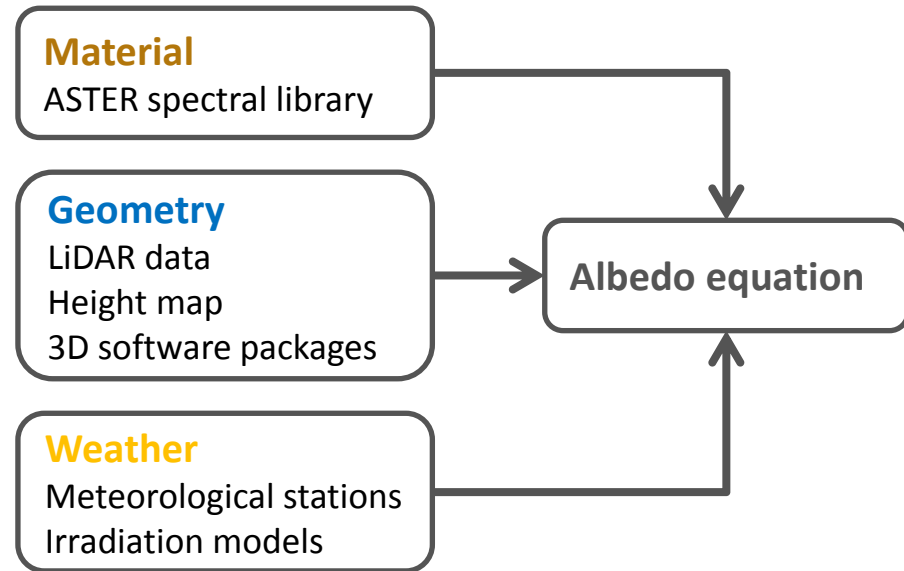 Material
ASTER spectral library
Geometry
LiDAR data
Height map
3D software packages
Albedo equation
Weather
Meteorological stations
Irradiation models